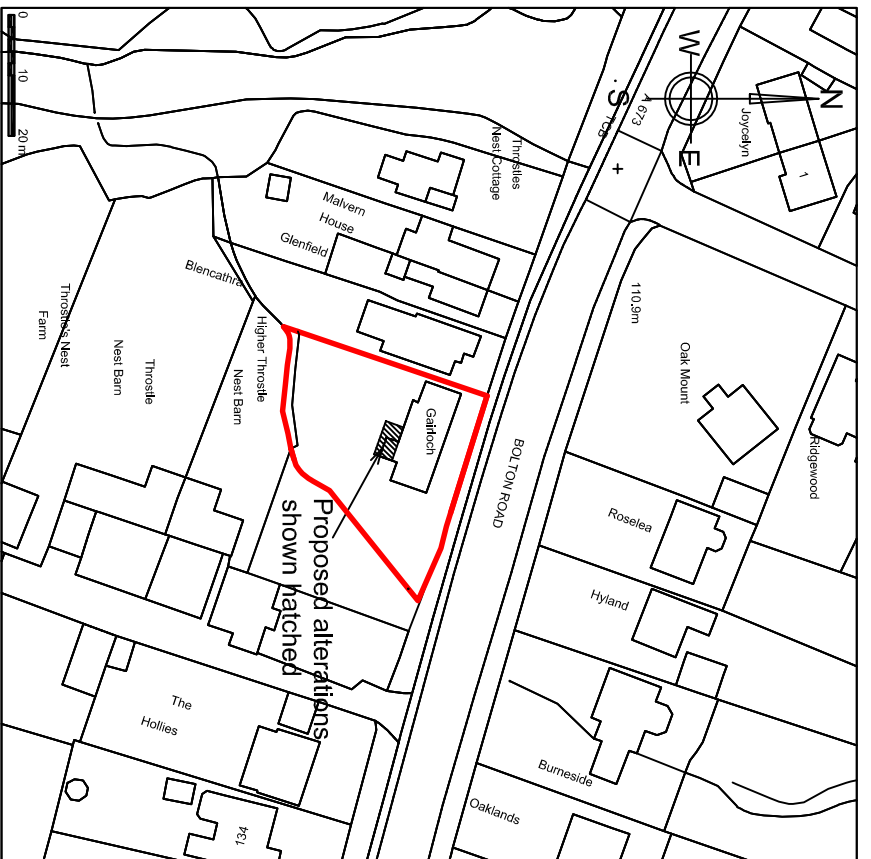 N
W
E
S
A 673
TCB
Joycelyn
1
0
10
20 m
Throstles
Nest Cottage
Malvern
House
Glenfield
Blencathra
Higher Throstle
Nest Barn
Throstle
Nest Barn
Throstle's Nest
Farm
Gairloch
BOLTON ROAD
110.9m
Oak Mount
Ridgewood
Roselea
Hyland
Burneside
Oaklands
Proposed alterations
shown hatched
The
Hollies
134